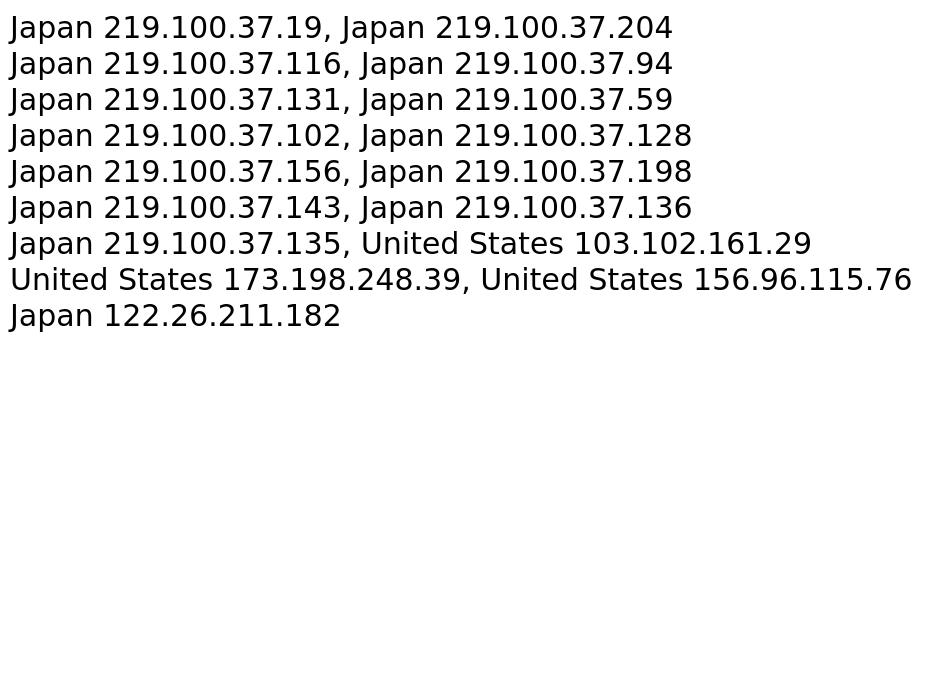 Japan 219.100.37.19, Japan 219.100.37.204
Japan 219.100.37.116, Japan 219.100.37.94
Japan 219.100.37.131, Japan 219.100.37.59
Japan 219.100.37.102, Japan 219.100.37.128
Japan 219.100.37.156, Japan 219.100.37.198
Japan 219.100.37.143, Japan 219.100.37.136
Japan 219.100.37.135, United States 103.102.161.29
United States 173.198.248.39, United States 156.96.115.76
Japan 122.26.211.182